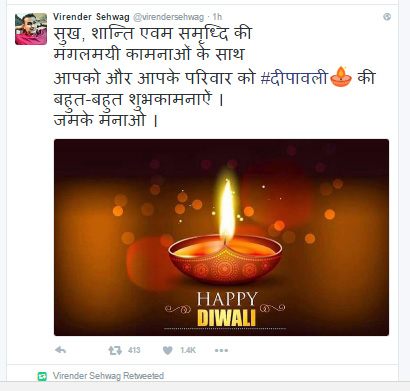 Virender Sehwag @virendersehwag · 1h
सुख, शान्ति एवम समृध्दि की
मंगलमयी कामनाओं के साथ
आपको और आपके परिवार को #दीपावली की
बहुत-बहुत शुभकामनाऐं ।
जमके मनाओ ।
HAPPY
DIWALI
413 1.4K
Virender Sehwag Retweeted